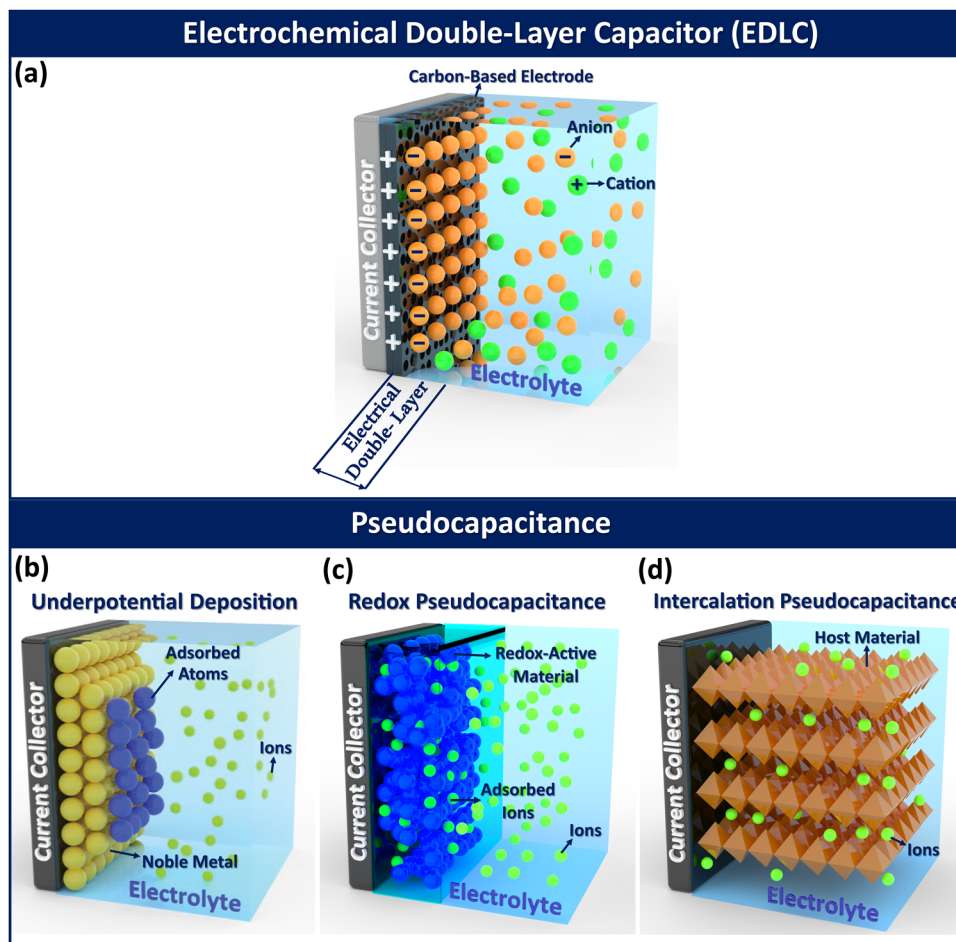 Electrochemical Double-Layer Capacitor (EDLC)
(a)
Carbon-Based Electrode
Anion
Cation
Current Collector
+ −
+ −
+ −
+ −
+ −
+ −
+ −
−
+
Electrolyte
Electrical
Double- Layer
Pseudocapacitance
(b)
Underpotential Deposition
Adsorbed
Atoms
Ions
Current Collector
Noble Metal
Electrolyte
(c)
Redox Pseudocapacitance
Redox-Active
Material
Current Collector
Adsorbed
Ions
Ions
Electrolyte
(d)
Intercalation Pseudocapacitance
Host Material
Current Collector
Ions
Electrolyte